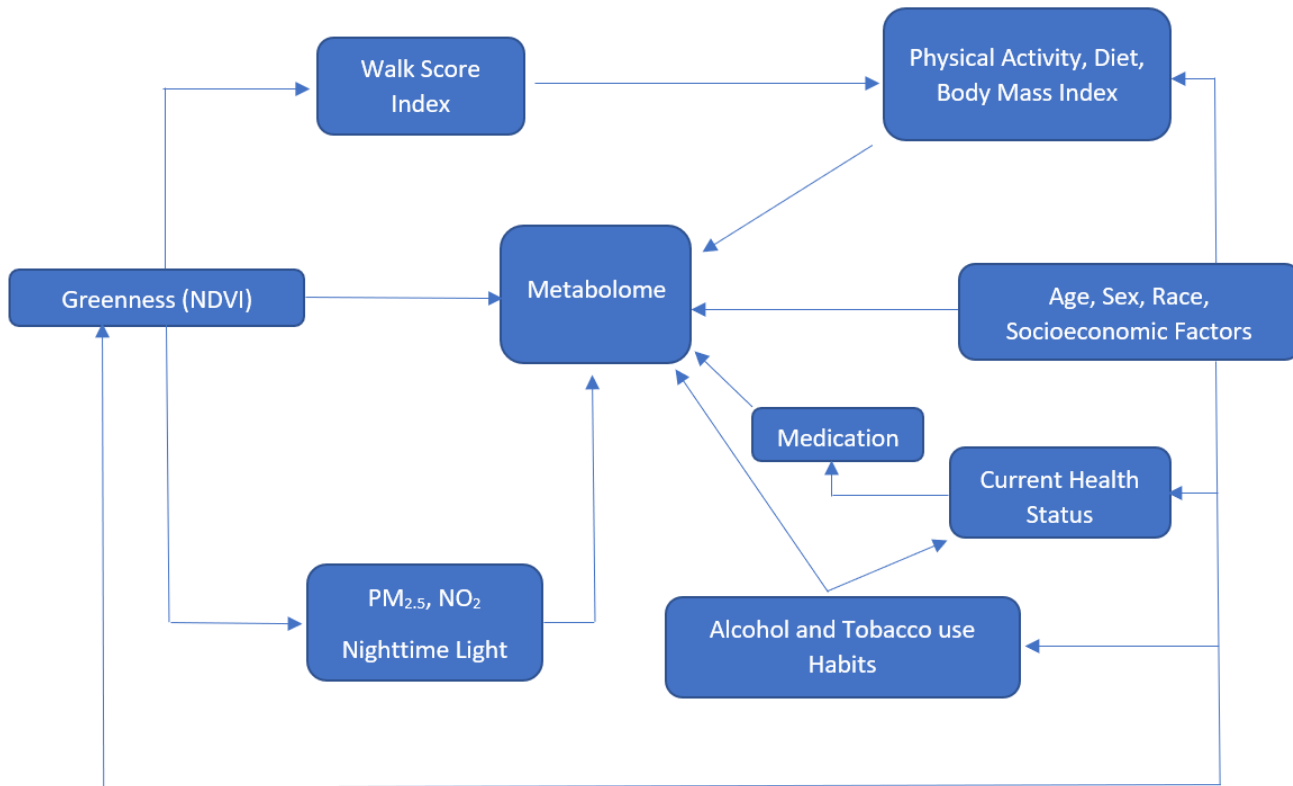 Walk Score
Index
Physical Activity, Diet,
Body Mass Index
Greenness (NDVI)
Metabolome
Age, Sex, Race,
Socioeconomic Factors
Medication
Current Health
Status
PM₂.₅, NO₂
Nighttime Light
Alcohol and Tobacco use
Habits